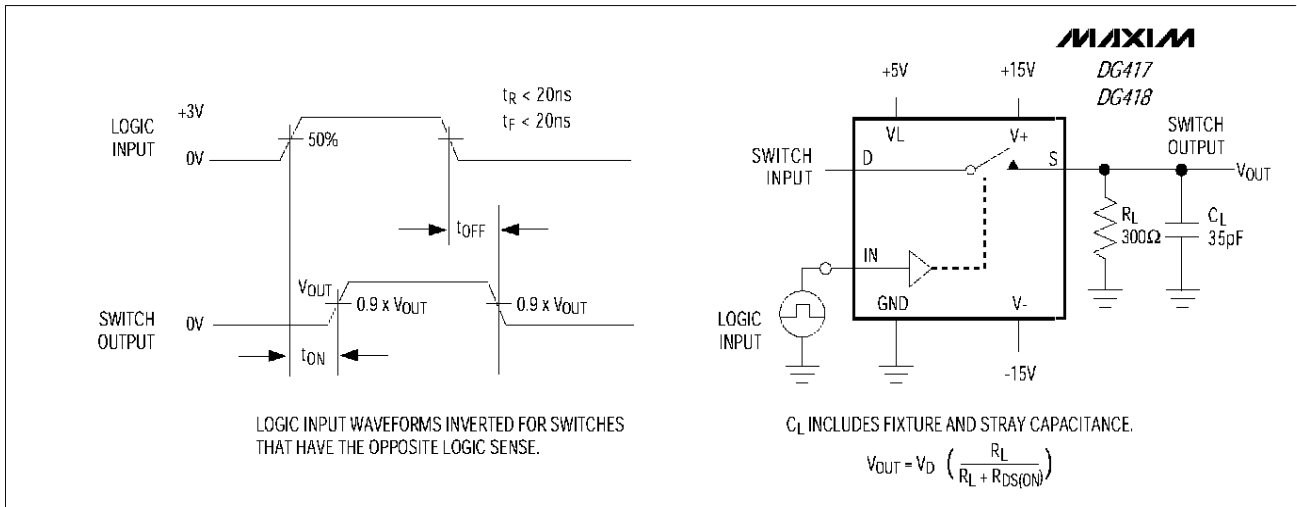 LOGIC
INPUT
+3V
0V
50%
tR < 20ns
tF < 20ns
tOFF
SWITCH
OUTPUT
0V
VOUT
0.9 x VOUT
0.9 x VOUT
tON
LOGIC INPUT WAVEFORMS INVERTED FOR SWITCHES
THAT HAVE THE OPPOSITE LOGIC SENSE.
MAXIM
DG417
DG418
+5V
+15V
VL
V+
SWITCH
INPUT
D
S
SWITCH
OUTPUT
VOUT
RL
300Ω
CL
35pF
IN
LOGIC
INPUT
GND
V-
-15V
CL INCLUDES FIXTURE AND STRAY CAPACITANCE.
VOUT = VD ( RL / RL + RDS(ON) )